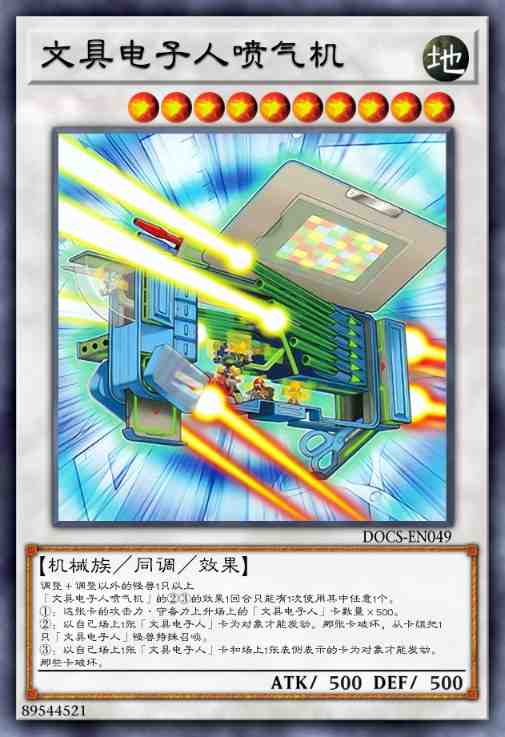 文具电子人喷气机
地
DOCS-EN049
【机械族／同调／效果】
调整＋调整以外的怪兽1只以上
「文具电子人喷气机」的②③的效果1回合只能有1次使用其中任意1个。
①：这张卡的攻击力·守备力上升场上的「文具电子人」卡数量×500。
②：以自己场上1张「文具电子人」卡为对象才能发动。那张卡破坏，从卡组把1
只「文具电子人」怪兽特殊召唤。
③：以自己场上1张「文具电子人」卡和场上1张表侧表示的卡为对象才能发动。
那些卡破坏。
ATK/ 500 DEF/ 500
89544521